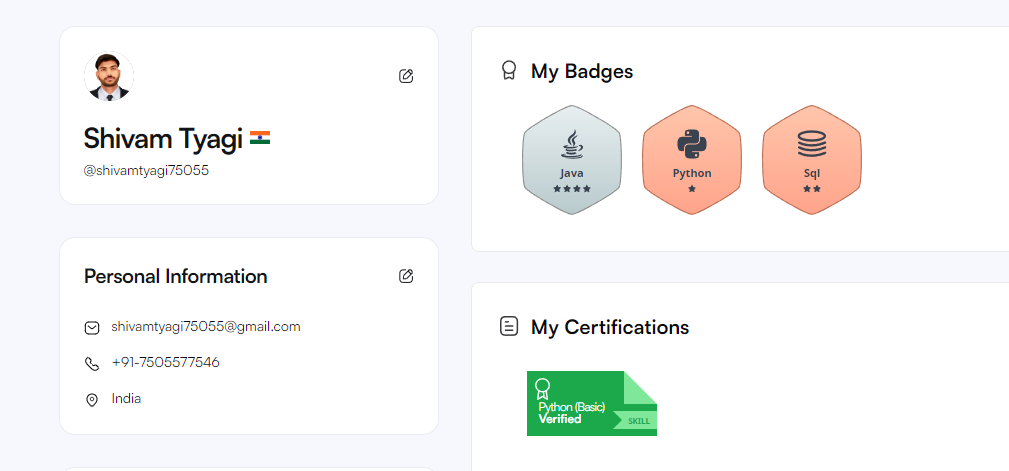 Shivam Tyagi
@shivamtyagi75055
Personal Information
shivamtyagi75055@gmail.com
+91-7505577546
India
My Badges
Java
Python
Sql
My Certifications
Python (Basic)
Verified
SKILL